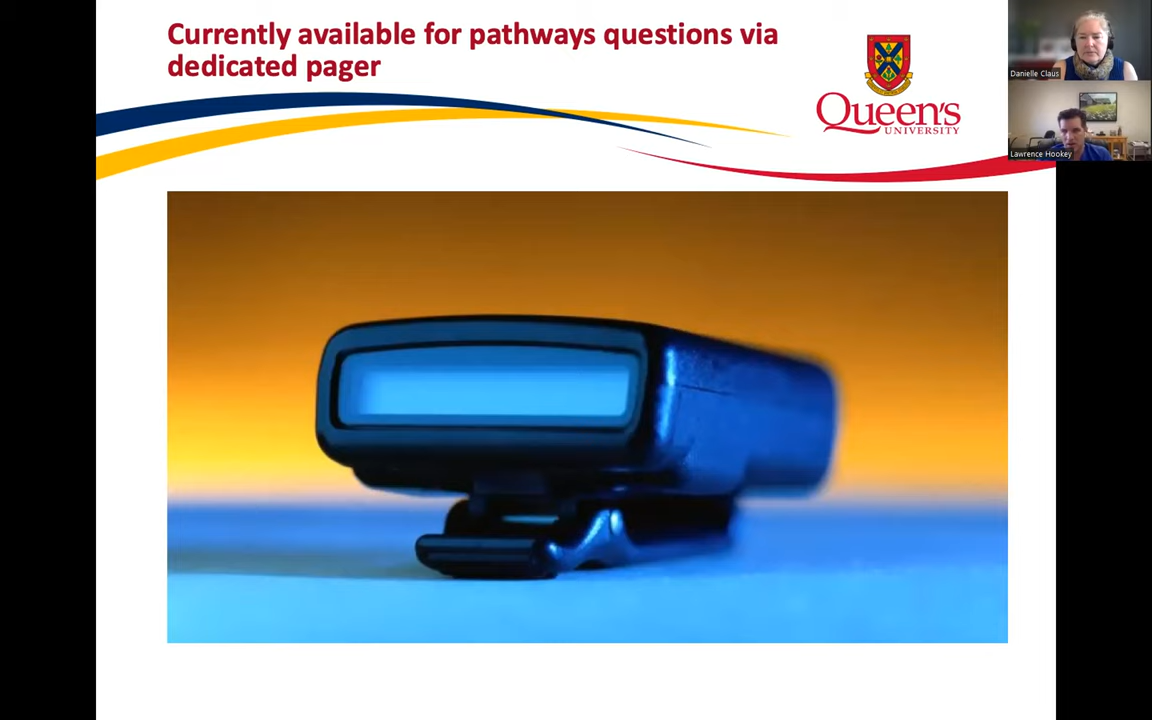 Currently available for pathways questions via
dedicated pager
Queen's
UNIVERSITY
Danielle Claus
Lawrence Hookey